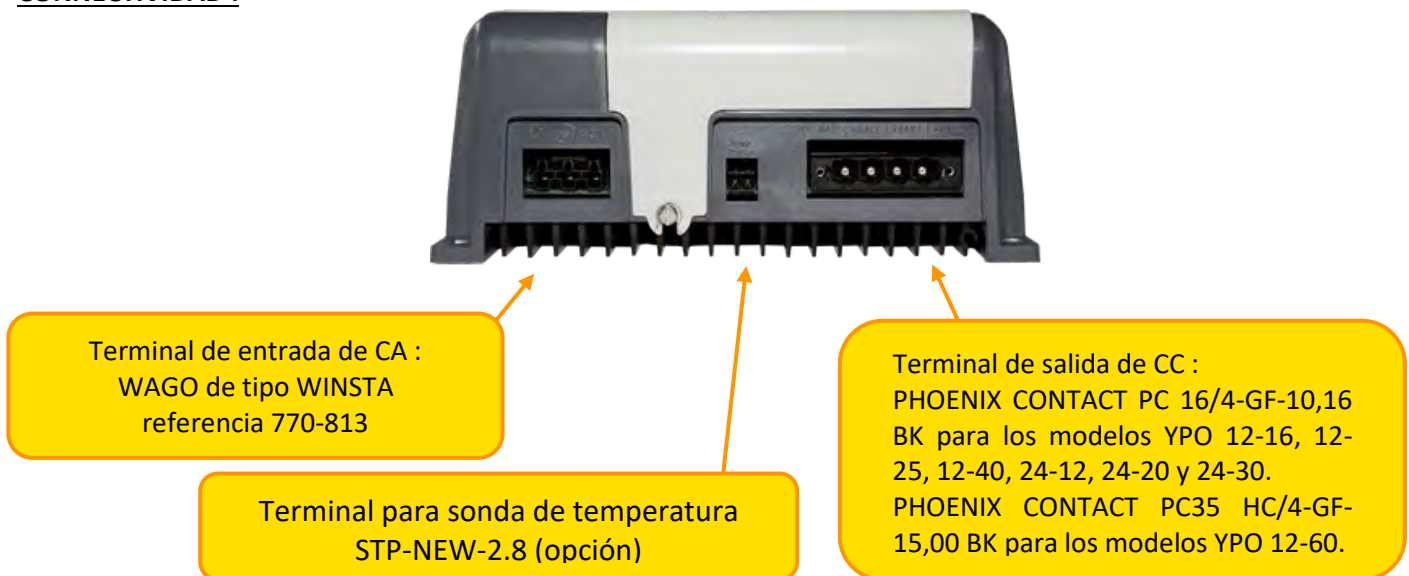 Terminal de entrada de CA :
WAGO de tipo WINSTA
referencia 770-813
Terminal para sonda de temperatura
STP-NEW-2.8 (opción)
Terminal de salida de CC :
PHOENIX CONTACT PC 16/4-GF-10,16
BK para los modelos YPO 12-16, 12-
25, 12-40, 24-12, 24-20 y 24-30.
PHOENIX CONTACT PC35 HC/4-GF-
15,00 BK para los modelos YPO 12-60.